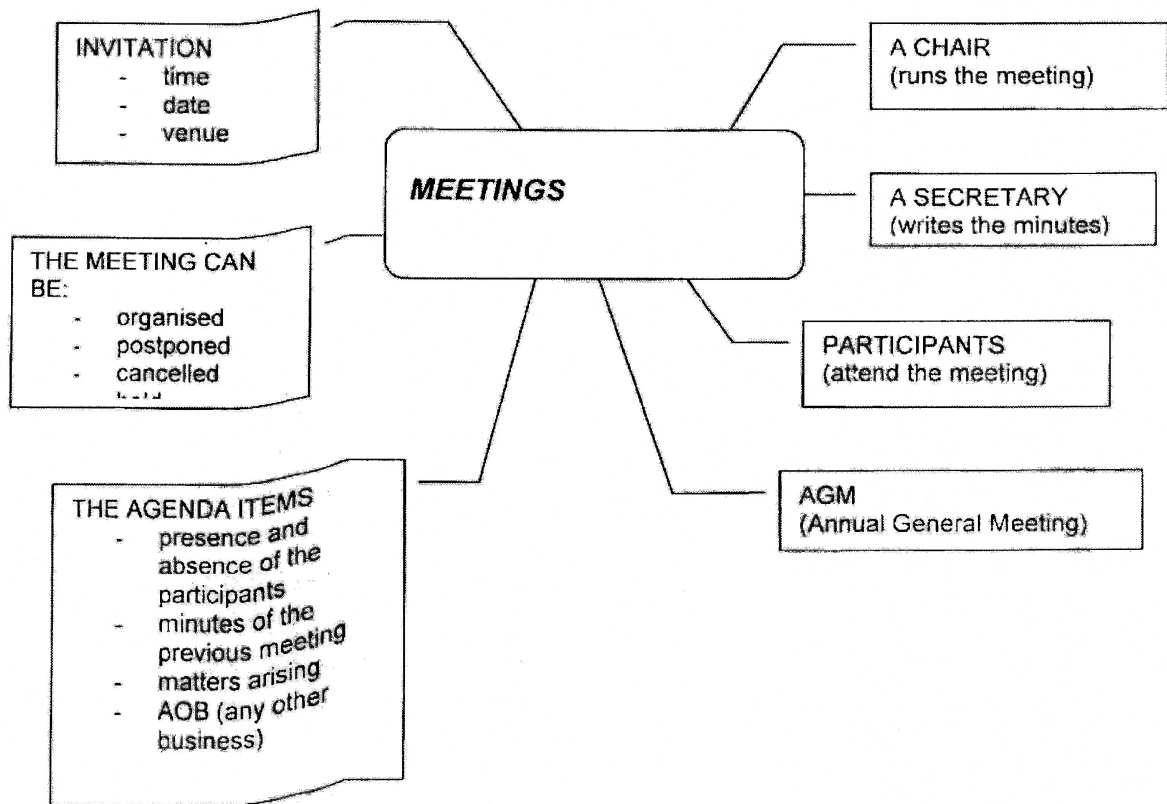 INVITATION
- time
- date
- venue
THE MEETING CAN
BE:
- organised
- postponed
- cancelled
THE AGENDA ITEMS
- presence and
absence of the
participants
- minutes of the
previous meeting
- matters arising
- AOB (any other
business)
MEETINGS
A CHAIR
(runs the meeting)
A SECRETARY
(writes the minutes)
PARTICIPANTS
(attend the meeting)
AGM
(Annual General Meeting)